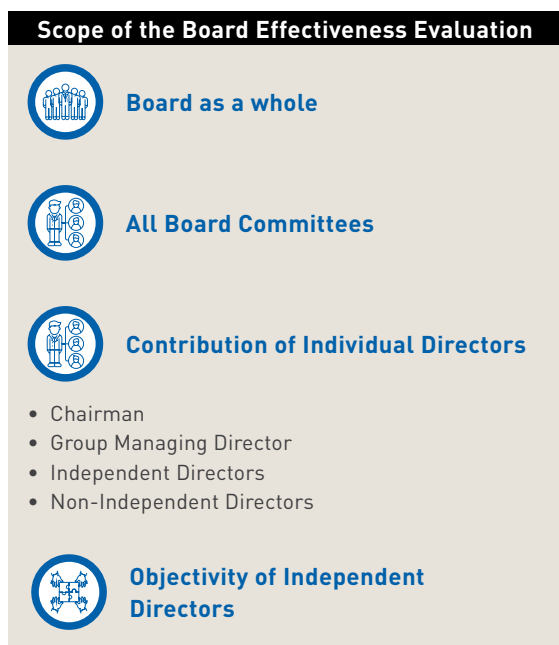 Scope of the Board Effectiveness Evaluation
Board as a whole
All Board Committees
Contribution of Individual Directors
• Chairman
• Group Managing Director
• Independent Directors
• Non-Independent Directors
Objectivity of Independent
Directors